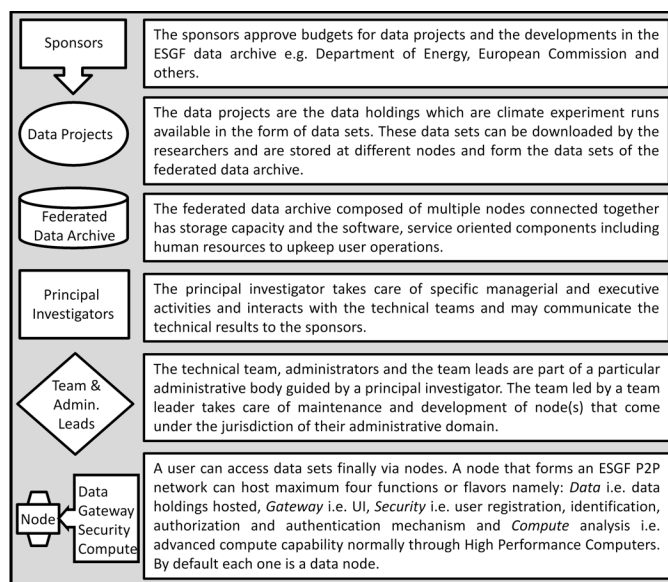 Sponsors
The sponsors approve budgets for data projects and the developments in the
ESGF data archive e.g. Department of Energy, European Commission and
others.
Data Projects
The data projects are the data holdings which are climate experiment runs
available in the form of data sets. These data sets can be downloaded by the
researchers and are stored at different nodes and form the data sets of the
federated data archive.
Federated
Data Archive
The federated data archive composed of multiple nodes connected together
has storage capacity and the software, service oriented components including
human resources to upkeep user operations.
Principal
Investigators
The principal investigator takes care of specific managerial and executive
activities and interacts with the technical teams and may communicate the
technical results to the sponsors.
Team &
Admin.
Leads
The technical team, administrators and the team leads are part of a particular
administrative body guided by a principal investigator. The team led by a team
leader takes care of maintenance and development of node(s) that come
under the jurisdiction of their administrative domain.
Node
Data
Gateway
Security
Compute
A user can access data sets finally via nodes. A node that forms an ESGF P2P
network can host maximum four functions or flavors namely: Data i.e. data
holdings hosted, Gateway i.e. UI, Security i.e. user registration, identification,
authorization and authentication mechanism and Compute analysis i.e.
advanced compute capability normally through High Performance Computers.
By default each one is a data node.